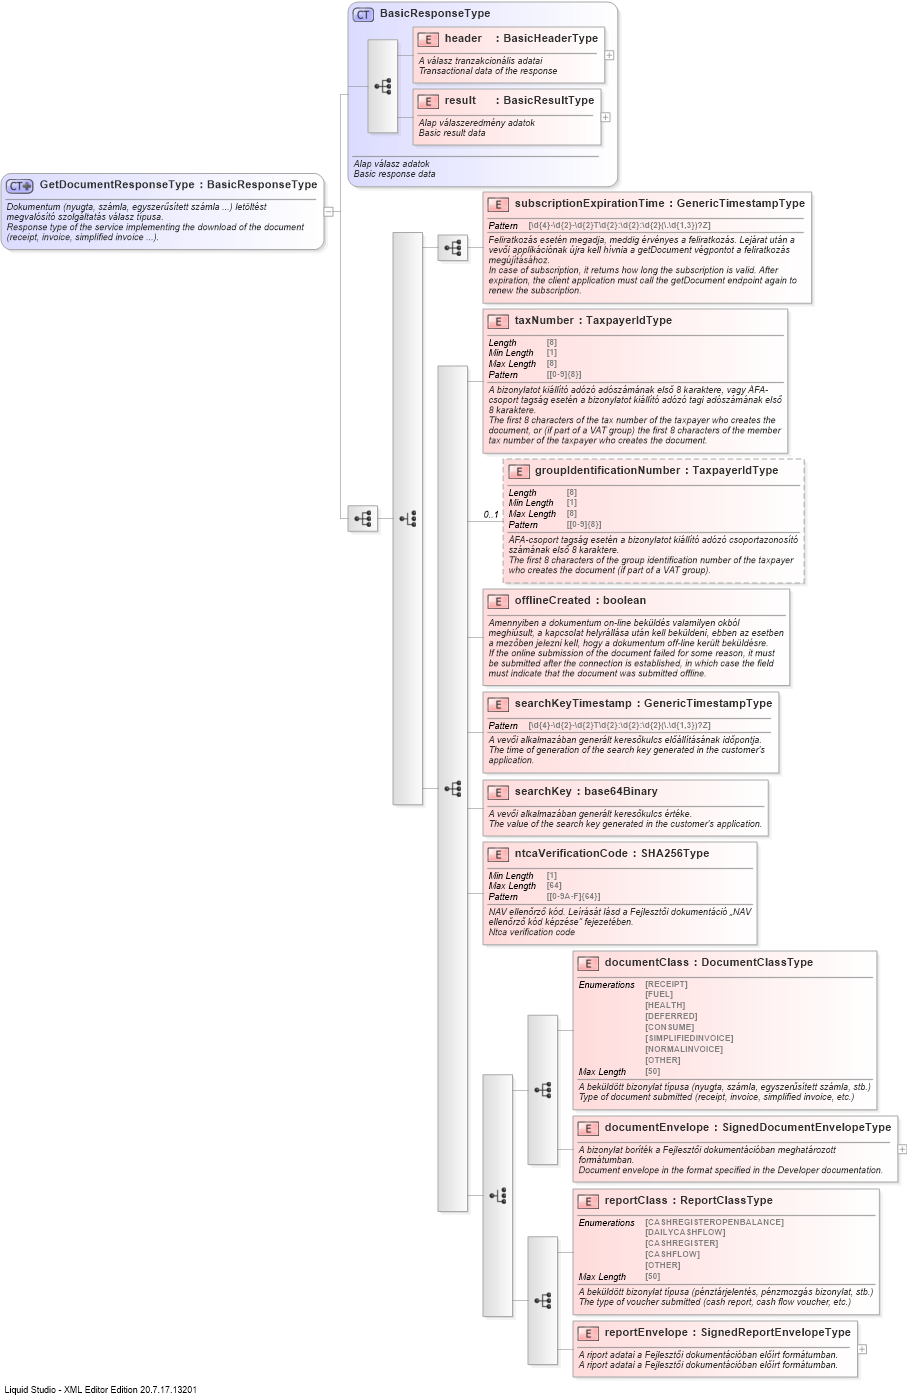 CT BasicResponseType
E header : BasicHeaderType
A válasz tranzakcionális adatai
Transactional data of the response
E result : BasicResultType
Alap válaszeredmény adatok
Basic result data
Alap válasz adatok
Basic response data
CT GetDocumentResponseType : BasicResponseType
Dokumentum (nyugta, számla, egyszerűsített számla ...) letöltést
megvalósító szolgáltatás válasz típusa.
Response type of the service implementing the download of the document
(receipt, invoice, simplified invoice ...).
E subscriptionExpirationTime : GenericTimestampType
Pattern [\d{4}-\d{2}-\d{2}T\d{2}:\d{2}:\d{2}(\.\d{1,3})?Z]
Feliratkozás esetén megadja, meddig érvényes a feliratkozás. Lejárat után a
vevői applikációnak újra kell hívnia a getDocument végpontot a feliratkozás
megújításához.
In case of subscription, it returns how long the subscription is valid. After
expiration, the client application must call the getDocument endpoint again to
renew the subscription.
E taxNumber : TaxpayerIdType
Length [8]
Min Length [1]
Max Length [8]
Pattern [[0-9]{8}]
A bizonylatot kiállító adózó adószámának első 8 karaktere, vagy ÁFA-
csoport tagság esetén a bizonylatot kiállító adózó tagi adószámának első
8 karaktere.
The first 8 characters of the tax number of the taxpayer who creates the
document, or (if part of a VAT group) the first 8 characters of the member
tax number of the taxpayer who creates the document.
E groupIdentificationNumber : TaxpayerIdType
0..1
Length [8]
Min Length [1]
Max Length [8]
Pattern [[0-9]{8}]
ÁFA-csoport tagság esetén a bizonylatot kiállító adózó csoportazonosító
számának első 8 karaktere.
The first 8 characters of the group identification number of the taxpayer
who creates the document (if part of a VAT group).
E offlineCreated : boolean
Amennyiben a dokumentum on-line beküldés valamilyen okból
meghiúsult, a kapcsolat helyrállása után kell beküldeni, ebben az esetben
a mezőben jelezni kell, hogy a dokumentum off-line került beküldésre.
If the online submission of the document failed for some reason, it must
be submitted after the connection is established, in which case the field
must indicate that the document was submitted offline.
E searchKeyTimestamp : GenericTimestampType
Pattern [\d{4}-\d{2}-\d{2}T\d{2}:\d{2}:\d{2}(\.\d{1,3})?Z]
A vevői alkalmazában generált keresőkulcs előállításának időpontja.
The time of generation of the search key generated in the customer's
application.
E searchKey : base64Binary
A vevői alkalmazában generált keresőkulcs értéke.
The value of the search key generated in the customer's application.
E ntcaVerificationCode : SHA256Type
Min Length [1]
Max Length [64]
Pattern [[0-9A-F]{64}]
NAV ellenőrző kód. Leírását lásd a Fejlesztői dokumentáció „NAV
ellenőrző kód képzése” fejezetében.
Ntca verification code
E documentClass : DocumentClassType
Enumerations [RECEIPT]
[FUEL]
[HEALTH]
[DEFERRED]
[CONSUME]
[SIMPLIFIEDINVOICE]
[NORMALINVOICE]
[OTHER]
Max Length [50]
A beküldött bizonylat típusa (nyugta, számla, egyszerűsített számla, stb.)
Type of document submitted (receipt, invoice, simplified invoice, etc.)
E documentEnvelope : SignedDocumentEnvelopeType
A bizonylat boríték a Fejlesztői dokumentációban meghatározott
formátumban.
Document envelope in the format specified in the Developer documentation.
E reportClass : ReportClassType
Enumerations [CASHREGISTEROPENBALANCE]
[DAILYCASHFLOW]
[CASHREGISTER]
[CASHFLOW]
[OTHER]
Max Length [50]
A beküldött bizonylat típusa (pénztárjelentés, pénzmozgás bizonylat, stb.)
The type of voucher submitted (cash report, cash flow voucher, etc.)
E reportEnvelope : SignedReportEnvelopeType
A riport adatai a Fejlesztői dokumentációban előírt formátumban.
A riport adatai a Fejlesztői dokumentációban előírt formátumban.
Liquid Studio - XML Editor Edition 20.7.17.13201